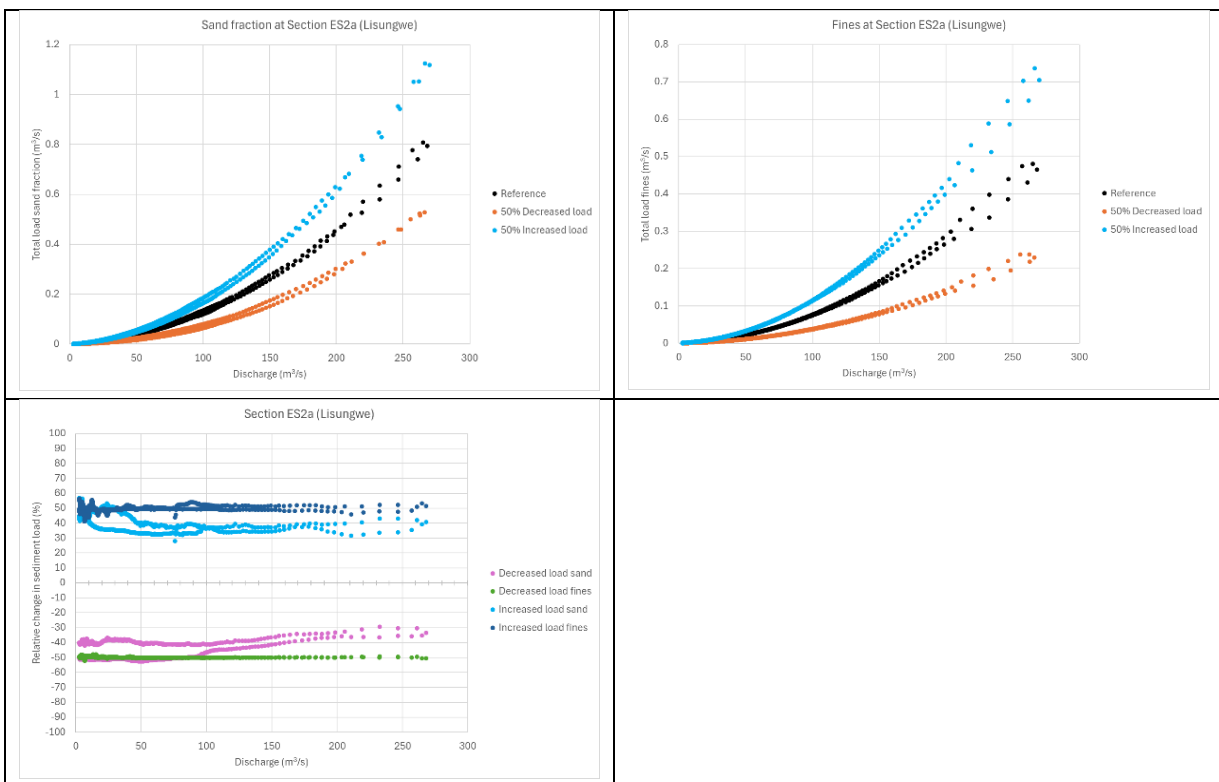 Sand fraction at Section ES2a (Lisungwe)
1.2
1
0.8
0.6
0.4
0.2
0
Total load sand fraction (m³/s)
0 50 100 150 200 250 300
Discharge (m³/s)
Reference
50% Decreased load
50% Increased load
Fines at Section ES2a (Lisungwe)
0.8
0.7
0.6
0.5
0.4
0.3
0.2
0.1
0
Total load fines (m³/s)
0 50 100 150 200 250 300
Discharge (m³/s)
Reference
50% Decreased load
50% Increased load
Section ES2a (Lisungwe)
100
90
80
70
60
50
40
30
20
10
0
-10
-20
-30
-40
-50
-60
-70
-80
-90
-100
Relative change in sediment load (%)
0 50 100 150 200 250 300
Discharge (m³/s)
Decreased load sand
Decreased load fines
Increased load sand
Increased load fines